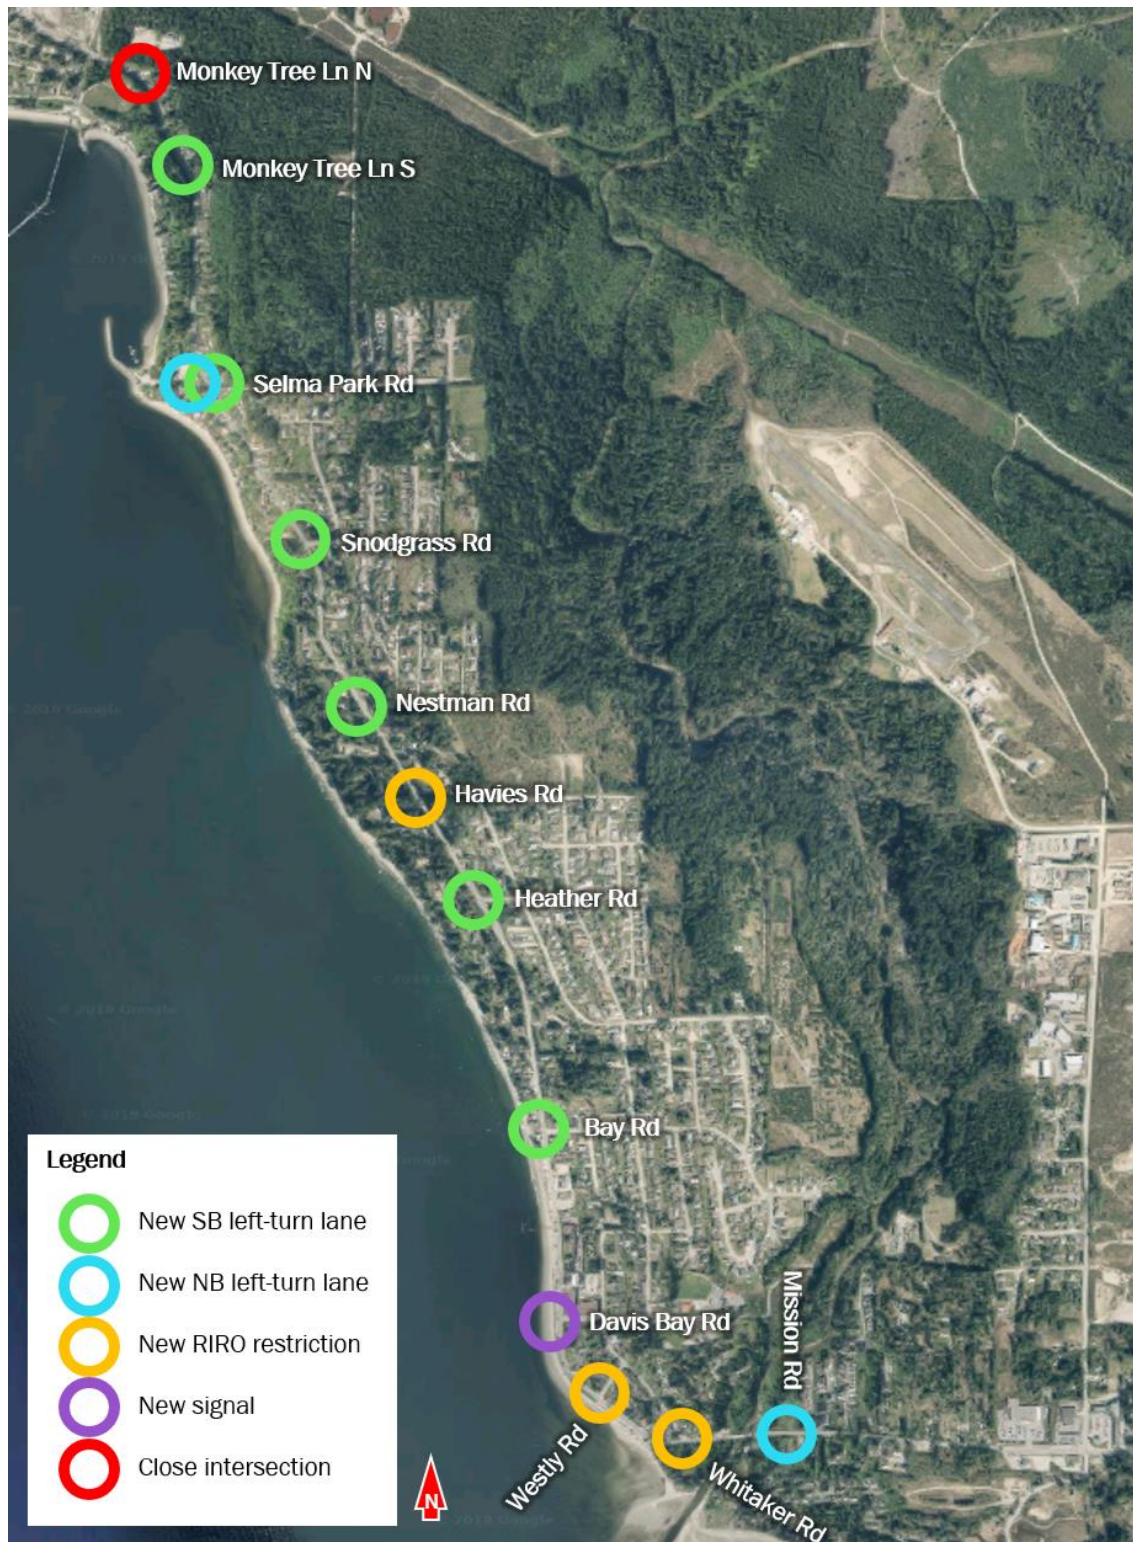 Monkey Tree Ln N
Monkey Tree Ln S
Selma Park Rd
Snodgrass Rd
Nestman Rd
Havies Rd
Heather Rd
Bay Rd
Davis Bay Rd
Mission Rd
Westly Rd
Whitaker Rd
Legend
New SB left-turn lane
New NB left-turn lane
New RIRO restriction
New signal
Close intersection
N
© 2019 Google